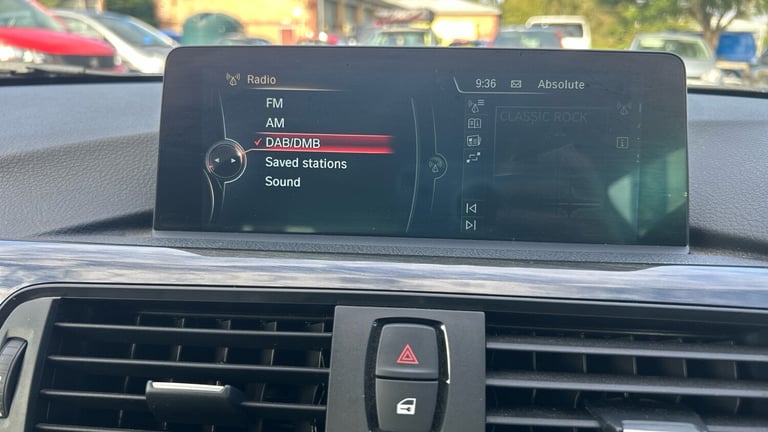 Radio
FM
AM
DAB/DMB
Saved stations
Sound
9:36
Absolute
CLASSIC ROCK